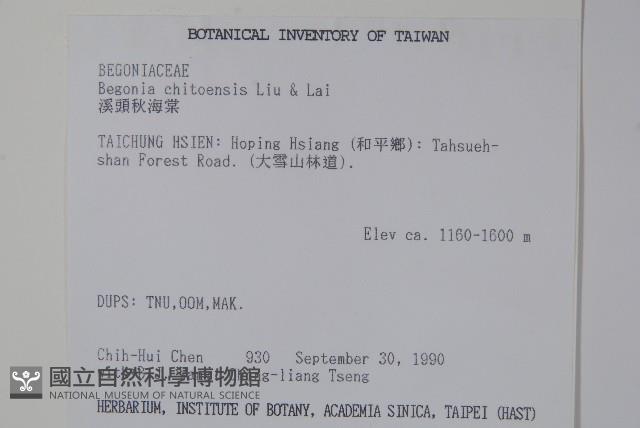 BOTANICAL INVENTORY OF TAIWAN
BEGONIACEAE
Begonia chitoensis Liu & Lai
溪頭秋海棠
TAICHUNG HSIEN: Hoping Hsiang (和平鄉): Tahsueh-
shan Forest Road. (大雪山林道).
Elev ca. 1160-1600 m
DUPS: TNU,OOM,MAK.
Chih-Hui Chen 930 September 30, 1990
Tseng
國立自然科學博物館
NATIONAL MUSEUM OF NATURAL SCIENCE
HERBARIUM, INSTITUTE OF BOTANY, ACADEMIA SINICA, TAIPEI (HAST)